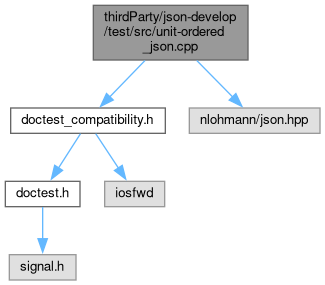 thirdParty/json-develop
/test/src/unit-ordered
_json.cpp
doctest_compatibility.h
nlohmann/json.hpp
doctest.h
iosfwd
signal.h